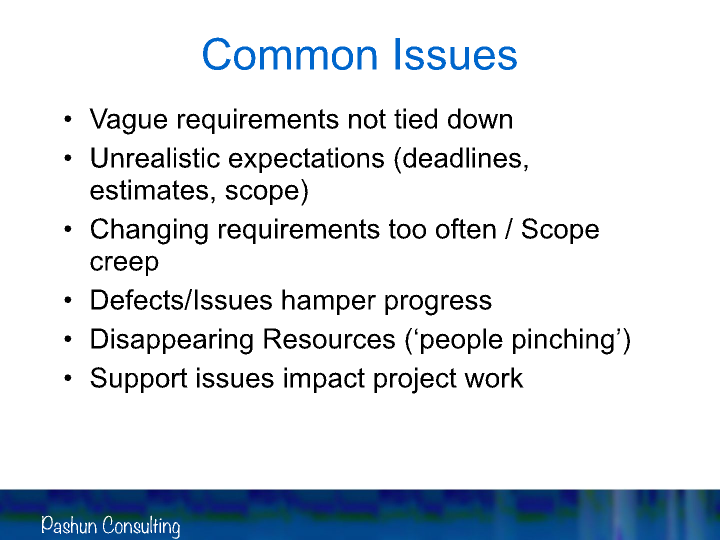 Common Issues
• Vague requirements not tied down
• Unrealistic expectations (deadlines,
estimates, scope)
• Changing requirements too often / Scope
creep
• Defects/Issues hamper progress
• Disappearing Resources (‘people pinching’)
• Support issues impact project work
Pashun Consulting